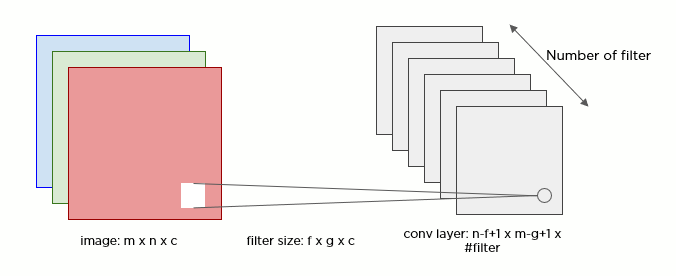 Number of filter
image: m x n x c
filter size: f x g x c
conv layer: n-f+1 x m-g+1 x
#filter